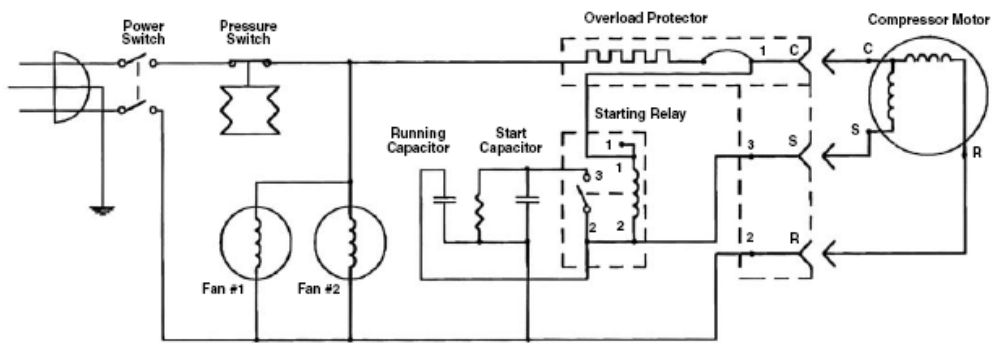 Power
Switch
Pressure
Switch
Overload Protector
Compressor Motor
1
C
C
Running
Capacitor
Start
Capacitor
Starting Relay
1
1
3
2
2
3
S
S
R
2
R
Fan #1
Fan #2